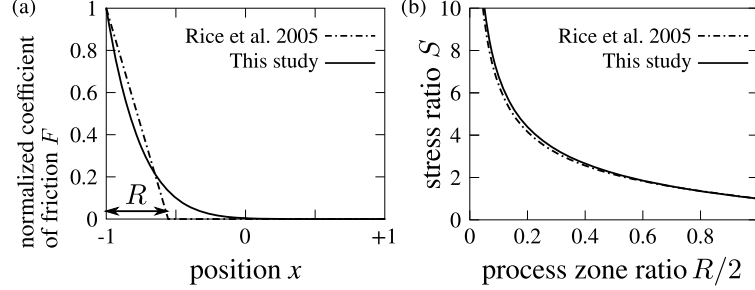 (a)
normalized coefficient
of friction F
1
0.8
0.6
0.4
0.2
0
Rice et al. 2005
This study
R
-1
0
+1
position x
(b)
stress ratio S
10
8
6
4
2
0
Rice et al. 2005
This study
0
0.2
0.4
0.6
0.8
process zone ratio R/2